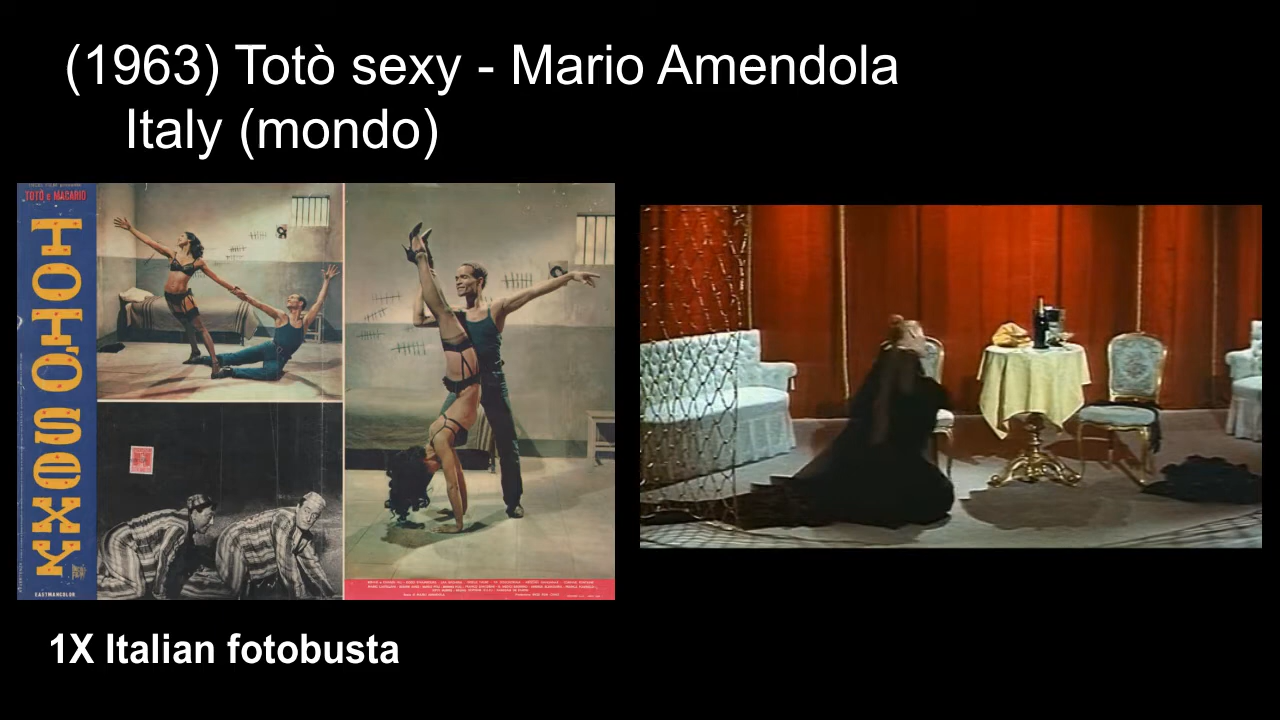 (1963) Totò sexy - Mario Amendola
Italy (mondo)
TOTÒ e MACARIO
TOTÒ SEXY
EASTMANCOLOR
1X Italian fotobusta